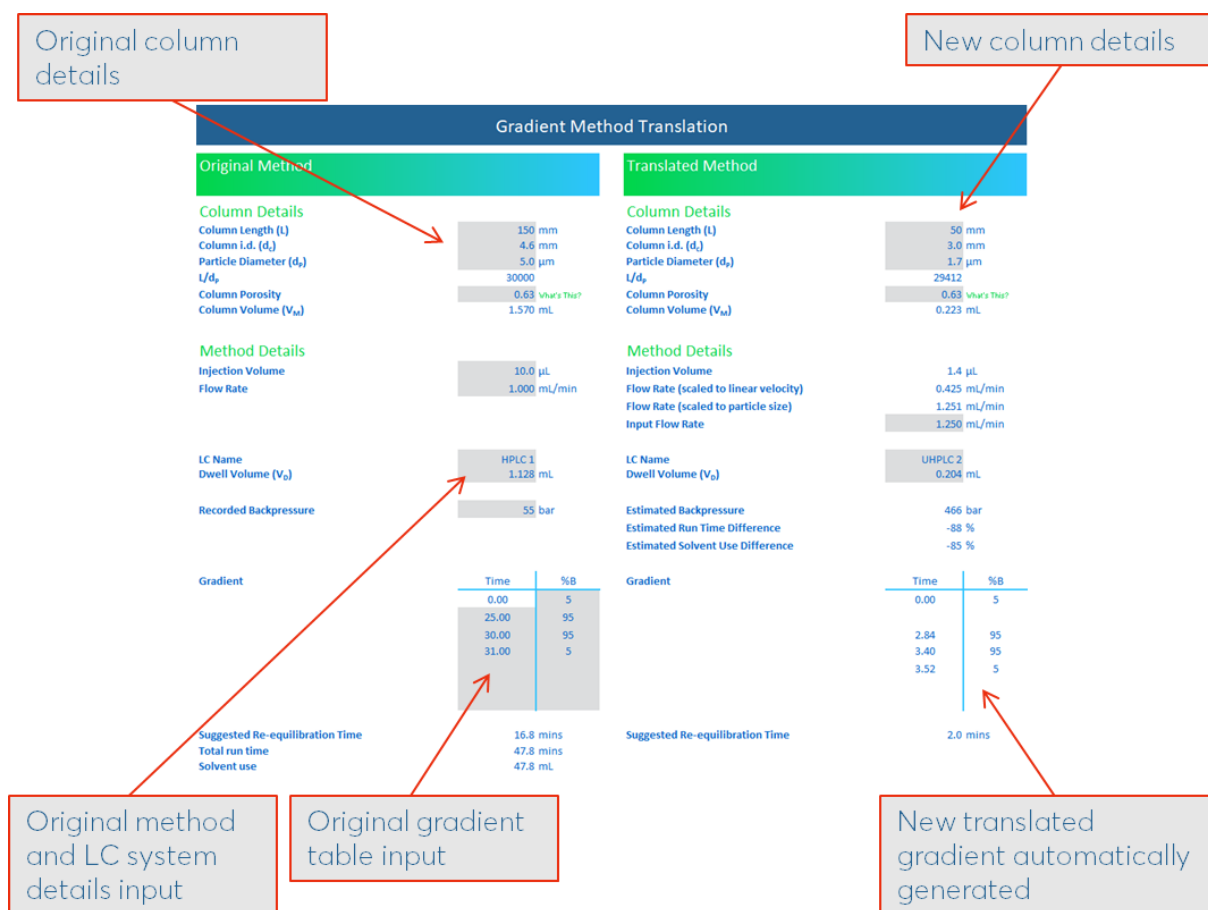 Original column
details
New column details
Gradient Method Translation
Original Method
Translated Method
Column Details
Column Length (L) 150 mm
Column i.d. (dc) 4.6 mm
Particle Diameter (dP) 5.0 µm
L/dP 30000
Column Porosity 0.63 What's This?
Column Volume (VM) 1.570 mL
Column Details
Column Length (L) 50 mm
Column i.d. (dc) 3.0 mm
Particle Diameter (dP) 1.7 µm
L/dP 29412
Column Porosity 0.63 What's This?
Column Volume (VM) 0.223 mL
Method Details
Injection Volume 10.0 µL
Flow Rate 1.000 mL/min
Method Details
Injection Volume 1.4 µL
Flow Rate (scaled to linear velocity) 0.425 mL/min
Flow Rate (scaled to particle size) 1.251 mL/min
Input Flow Rate 1.250 mL/min
LC Name HPLC 1
Dwell Volume (VD) 1.128 mL
LC Name UHPLC 2
Dwell Volume (VD) 0.204 mL
Recorded Backpressure 55 bar
Estimated Backpressure 466 bar
Estimated Run Time Difference -88 %
Estimated Solvent Use Difference -85 %
Gradient Time %B
0.00 5
25.00 95
30.00 95
31.00 5
Gradient Time %B
0.00 5
2.84 95
3.40 95
3.52 5
Suggested Re-equilibration Time 16.8 mins
Total run time 47.8 mins
Solvent use 47.8 mL
Suggested Re-equilibration Time 2.0 mins
Original method
and LC system
details input
Original gradient
table input
New translated
gradient automatically
generated